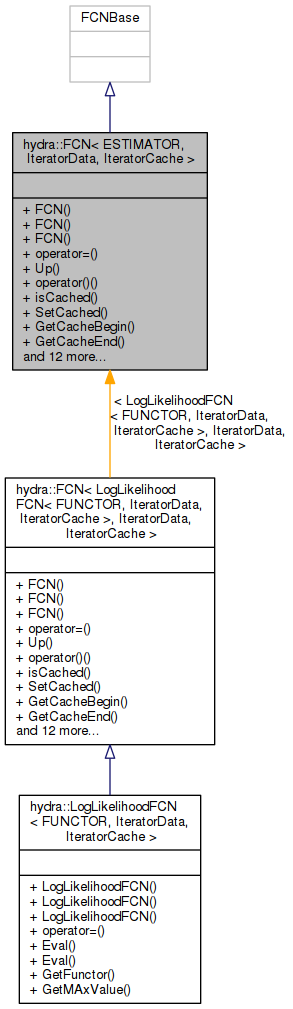 FCNBase
hydra::FCN< ESTIMATOR,
IteratorData, IteratorCache >
+ FCN()
+ FCN()
+ FCN()
+ operator=()
+ Up()
+ operator()()
+ isCached()
+ SetCached()
+ GetCacheBegin()
+ GetCacheEnd()
and 12 more...
< LogLikelihoodFCN
< FUNCTOR, IteratorData,
IteratorCache >, IteratorData,
IteratorCache >
hydra::FCN< LogLikelihood
FCN< FUNCTOR, IteratorData,
IteratorCache >, IteratorData,
IteratorCache >
+ FCN()
+ FCN()
+ FCN()
+ operator=()
+ Up()
+ operator()()
+ isCached()
+ SetCached()
+ GetCacheBegin()
+ GetCacheEnd()
and 12 more...
hydra::LogLikelihoodFCN
< FUNCTOR, IteratorData,
IteratorCache >
+ LogLikelihoodFCN()
+ LogLikelihoodFCN()
+ LogLikelihoodFCN()
+ operator=()
+ Eval()
+ Eval()
+ GetFunctor()
+ GetMAxValue()